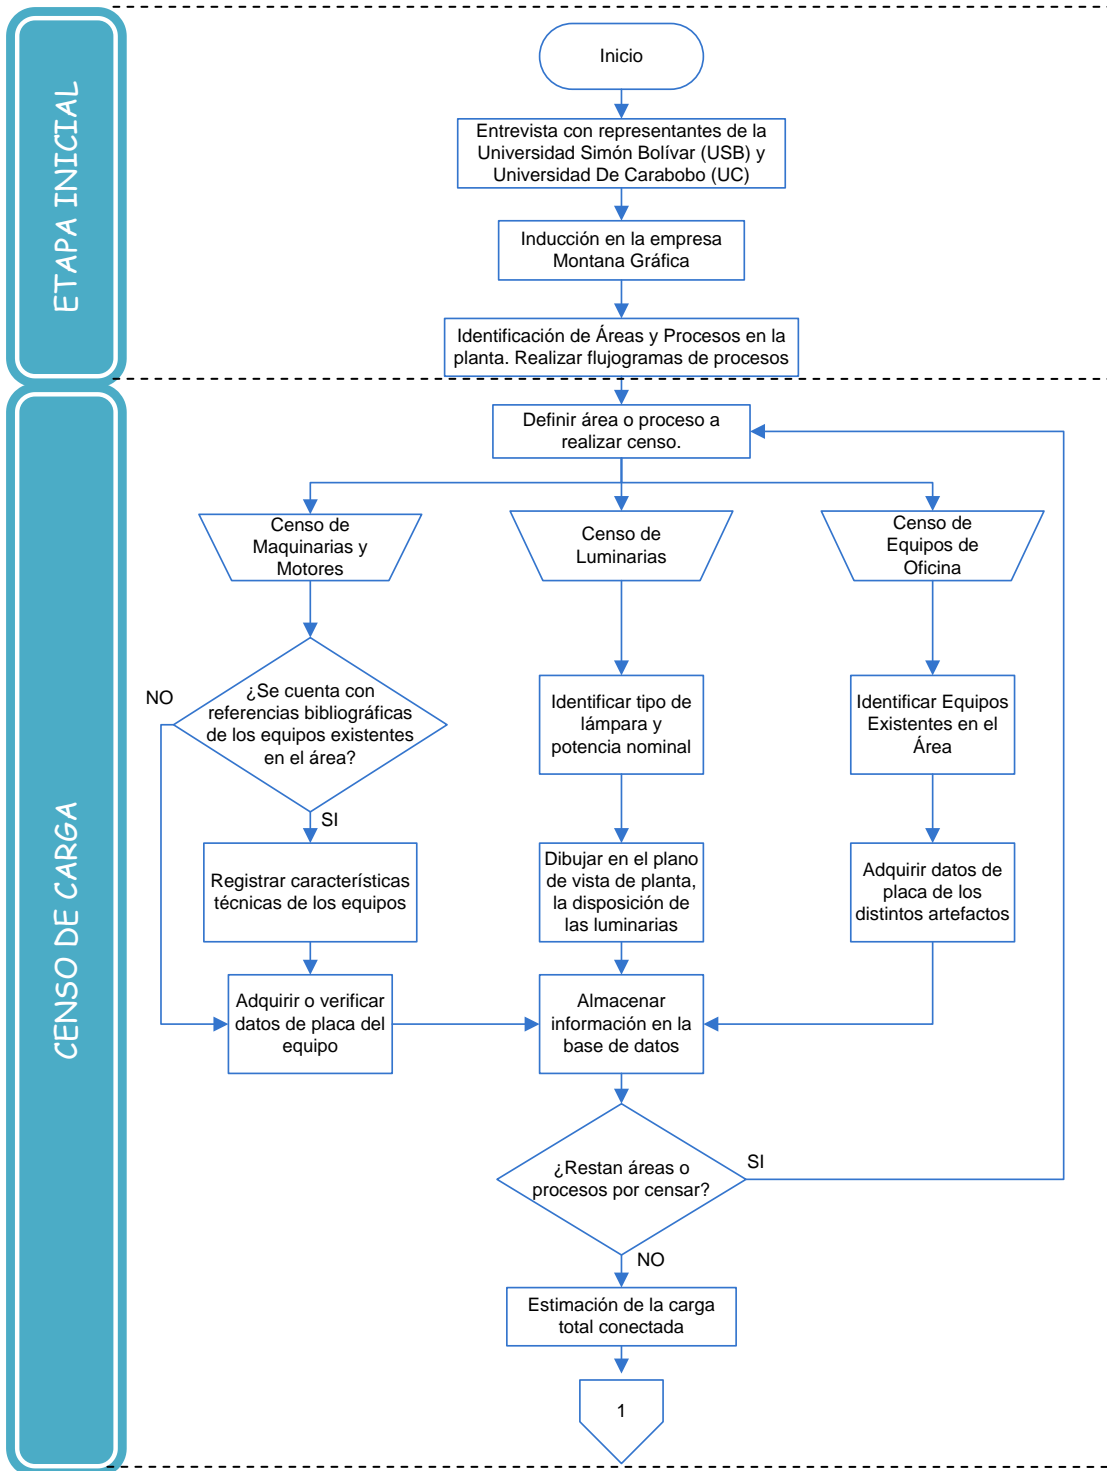 ETAPA INICIAL
Inicio
Entrevista con representantes de la
Universidad Simón Bolívar (USB) y
Universidad De Carabobo (UC)
Inducción en la empresa
Montana Gráfica
Identificación de Áreas y Procesos en la
planta. Realizar flujogramas de procesos
CENSO DE CARGA
Definir área o proceso a
realizar censo.
Censo de
Maquinarias y
Motores
Censo de
Luminarias
Censo de
Equipos de
Oficina
NO
¿Se cuenta con
referencias bibliográficas
de los equipos existentes
en el área?
SI
Identificar tipo de
lámpara y
potencia nominal
Identificar Equipos
Existentes en el
Área
Registrar características
técnicas de los equipos
Dibujar en el plano
de vista de planta,
la disposición de
las luminarias
Adquirir datos de
placa de los
distintos artefactos
Adquirir o verificar
datos de placa del
equipo
Almacenar
información en la
base de datos
¿Restan áreas o
procesos por censar?
SI
NO
Estimación de la carga
total conectada
1